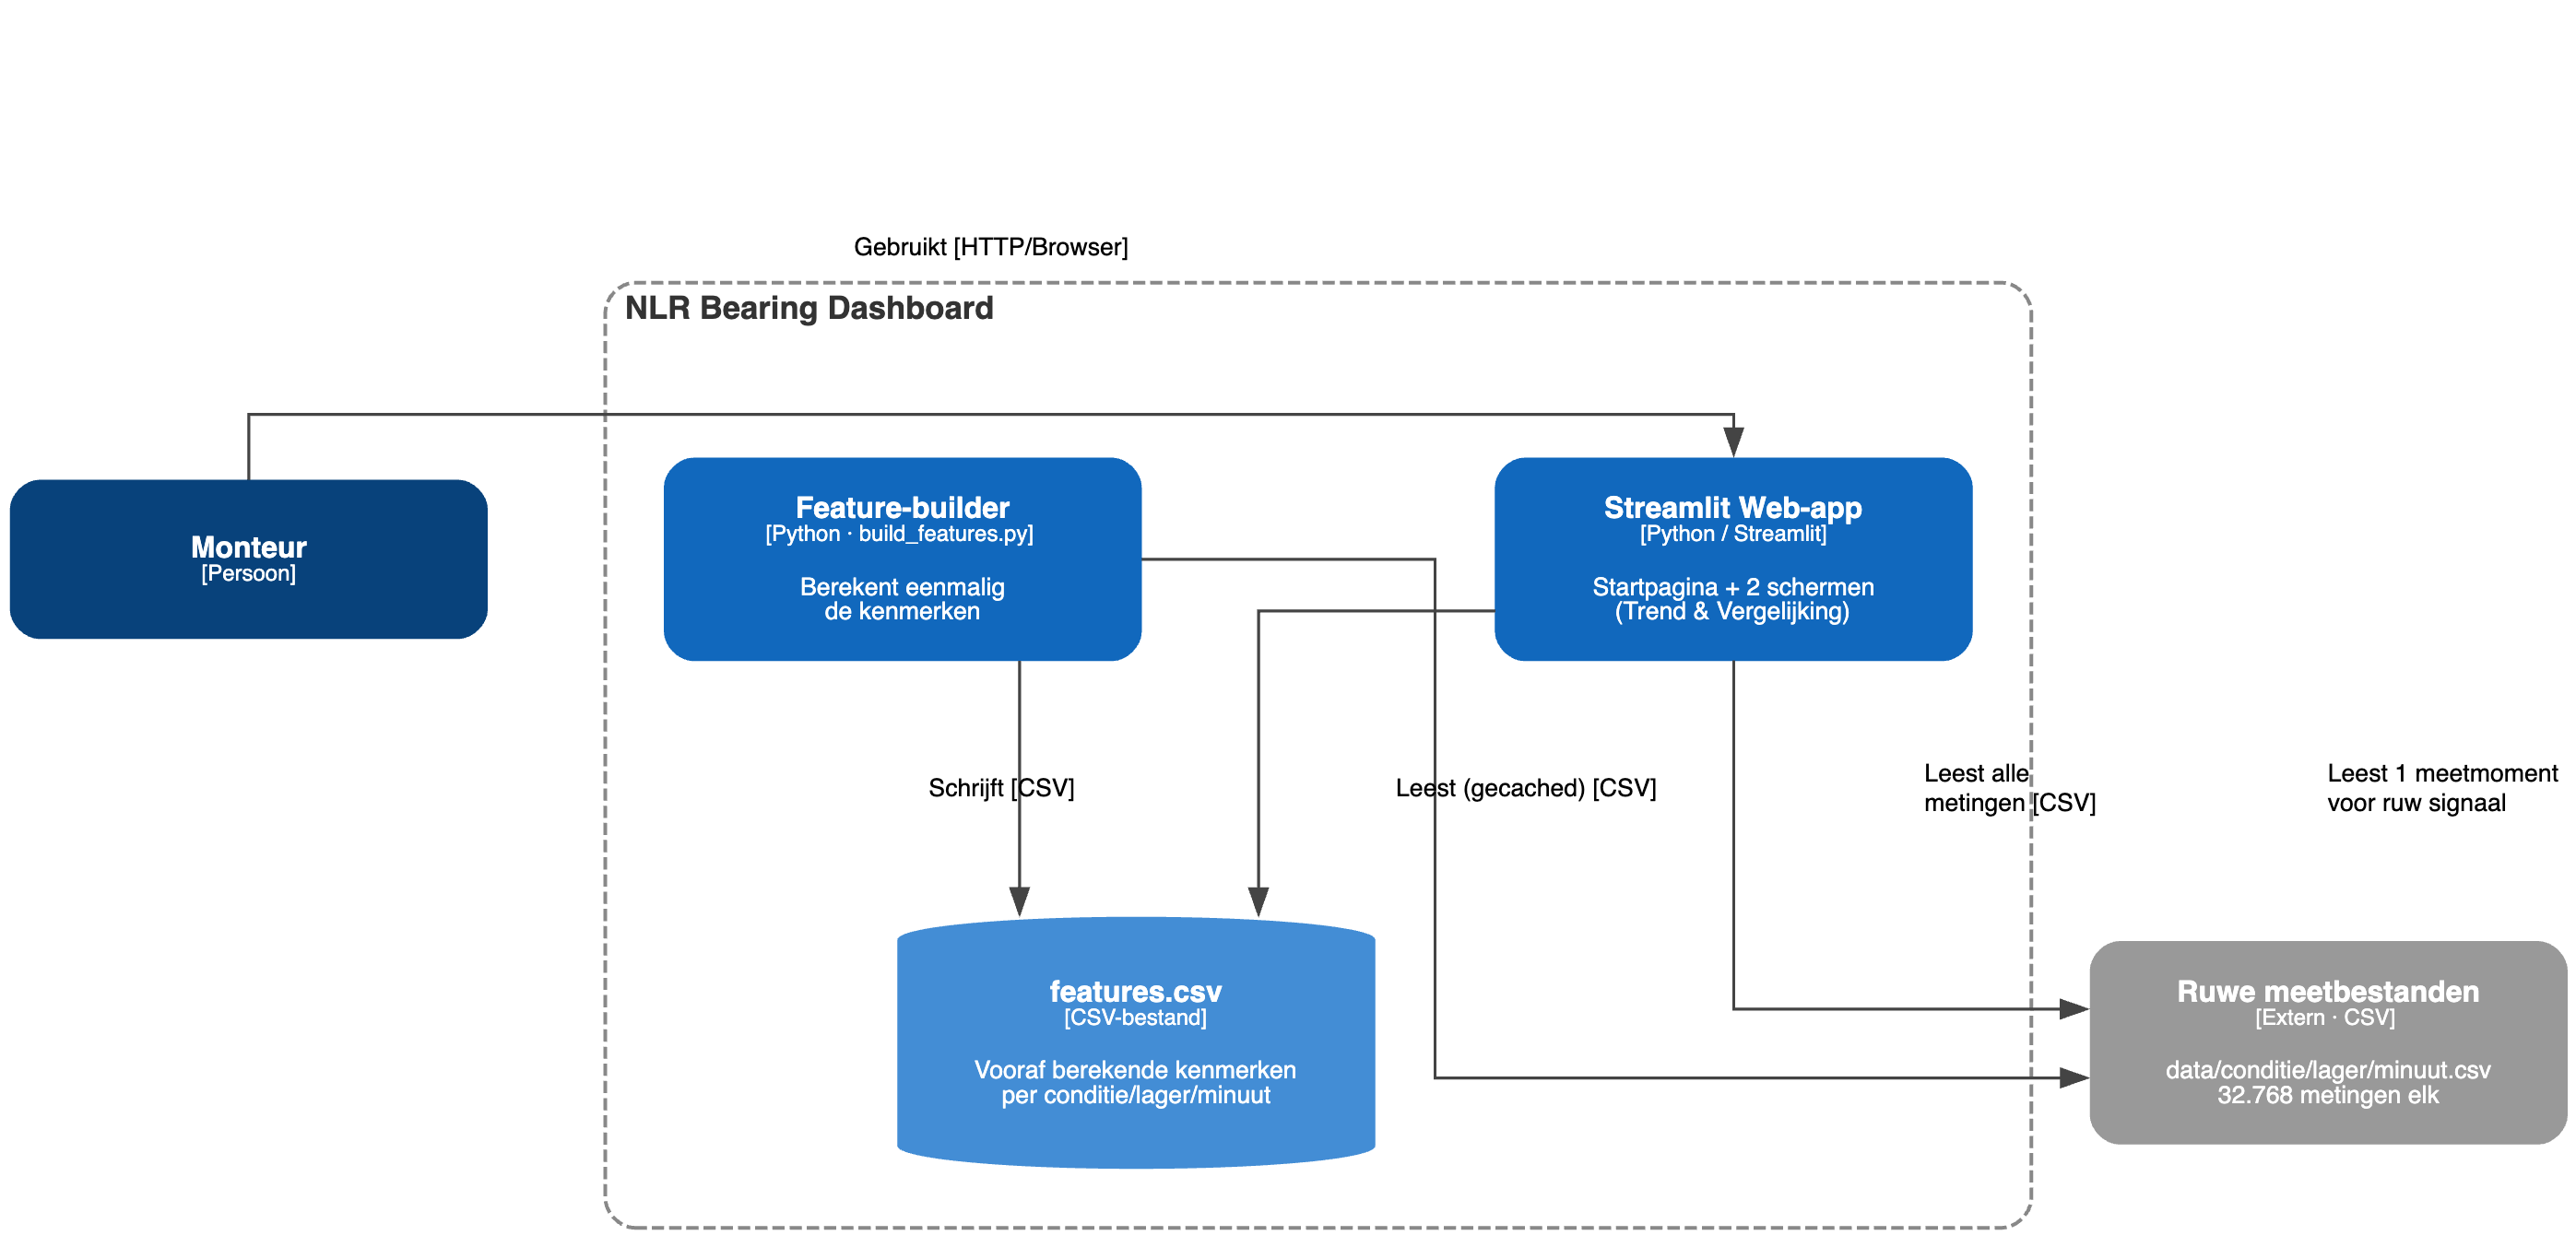 Gebruikt [HTTP/Browser]
NLR Bearing Dashboard
Monteur
[Persoon]
Feature-builder
[Python · build_features.py]
Berekent eenmalig
de kenmerken
Streamlit Web-app
[Python / Streamlit]
Startpagina + 2 schermen
(Trend & Vergelijking)
Schrijft [CSV]
Leest (gecached) [CSV]
Leest alle
metingen [CSV]
Leest 1 meetmoment
voor ruw signaal
features.csv
[CSV-bestand]
Vooraf berekende kenmerken
per conditie/lager/minuut
Ruwe meetbestanden
[Extern · CSV]
data/conditie/lager/minuut.csv
32.768 metingen elk